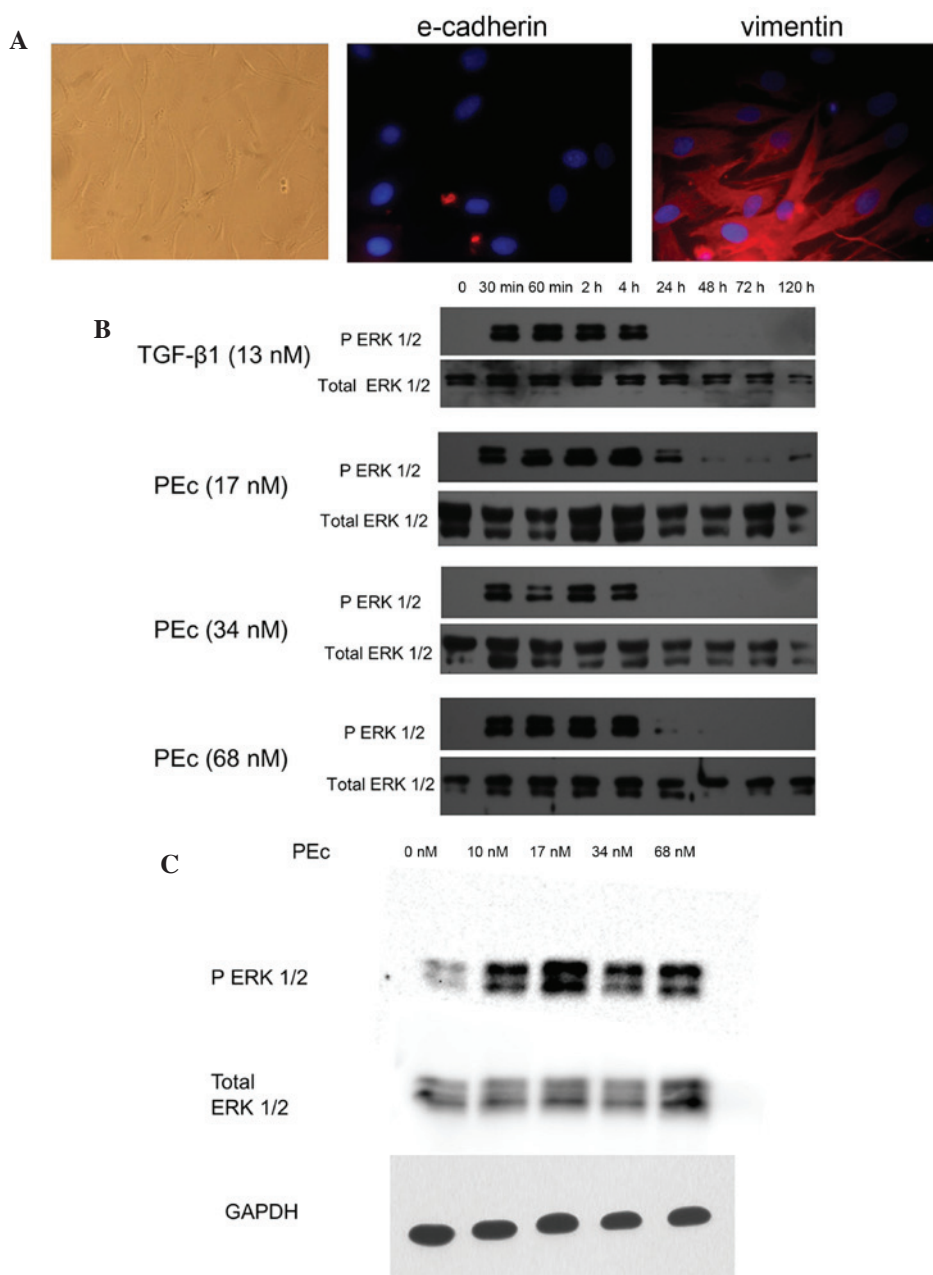 A
e-cadherin
vimentin
0 30 min 60 min 2 h 4 h 24 h 48 h 72 h 120 h
B
TGF-β1 (13 nM)
P ERK 1/2
Total ERK 1/2
PEc (17 nM)
P ERK 1/2
Total ERK 1/2
PEc (34 nM)
P ERK 1/2
Total ERK 1/2
PEc (68 nM)
P ERK 1/2
Total ERK 1/2
C
PEc 0 nM 10 nM 17 nM 34 nM 68 nM
P ERK 1/2
Total
ERK 1/2
GAPDH